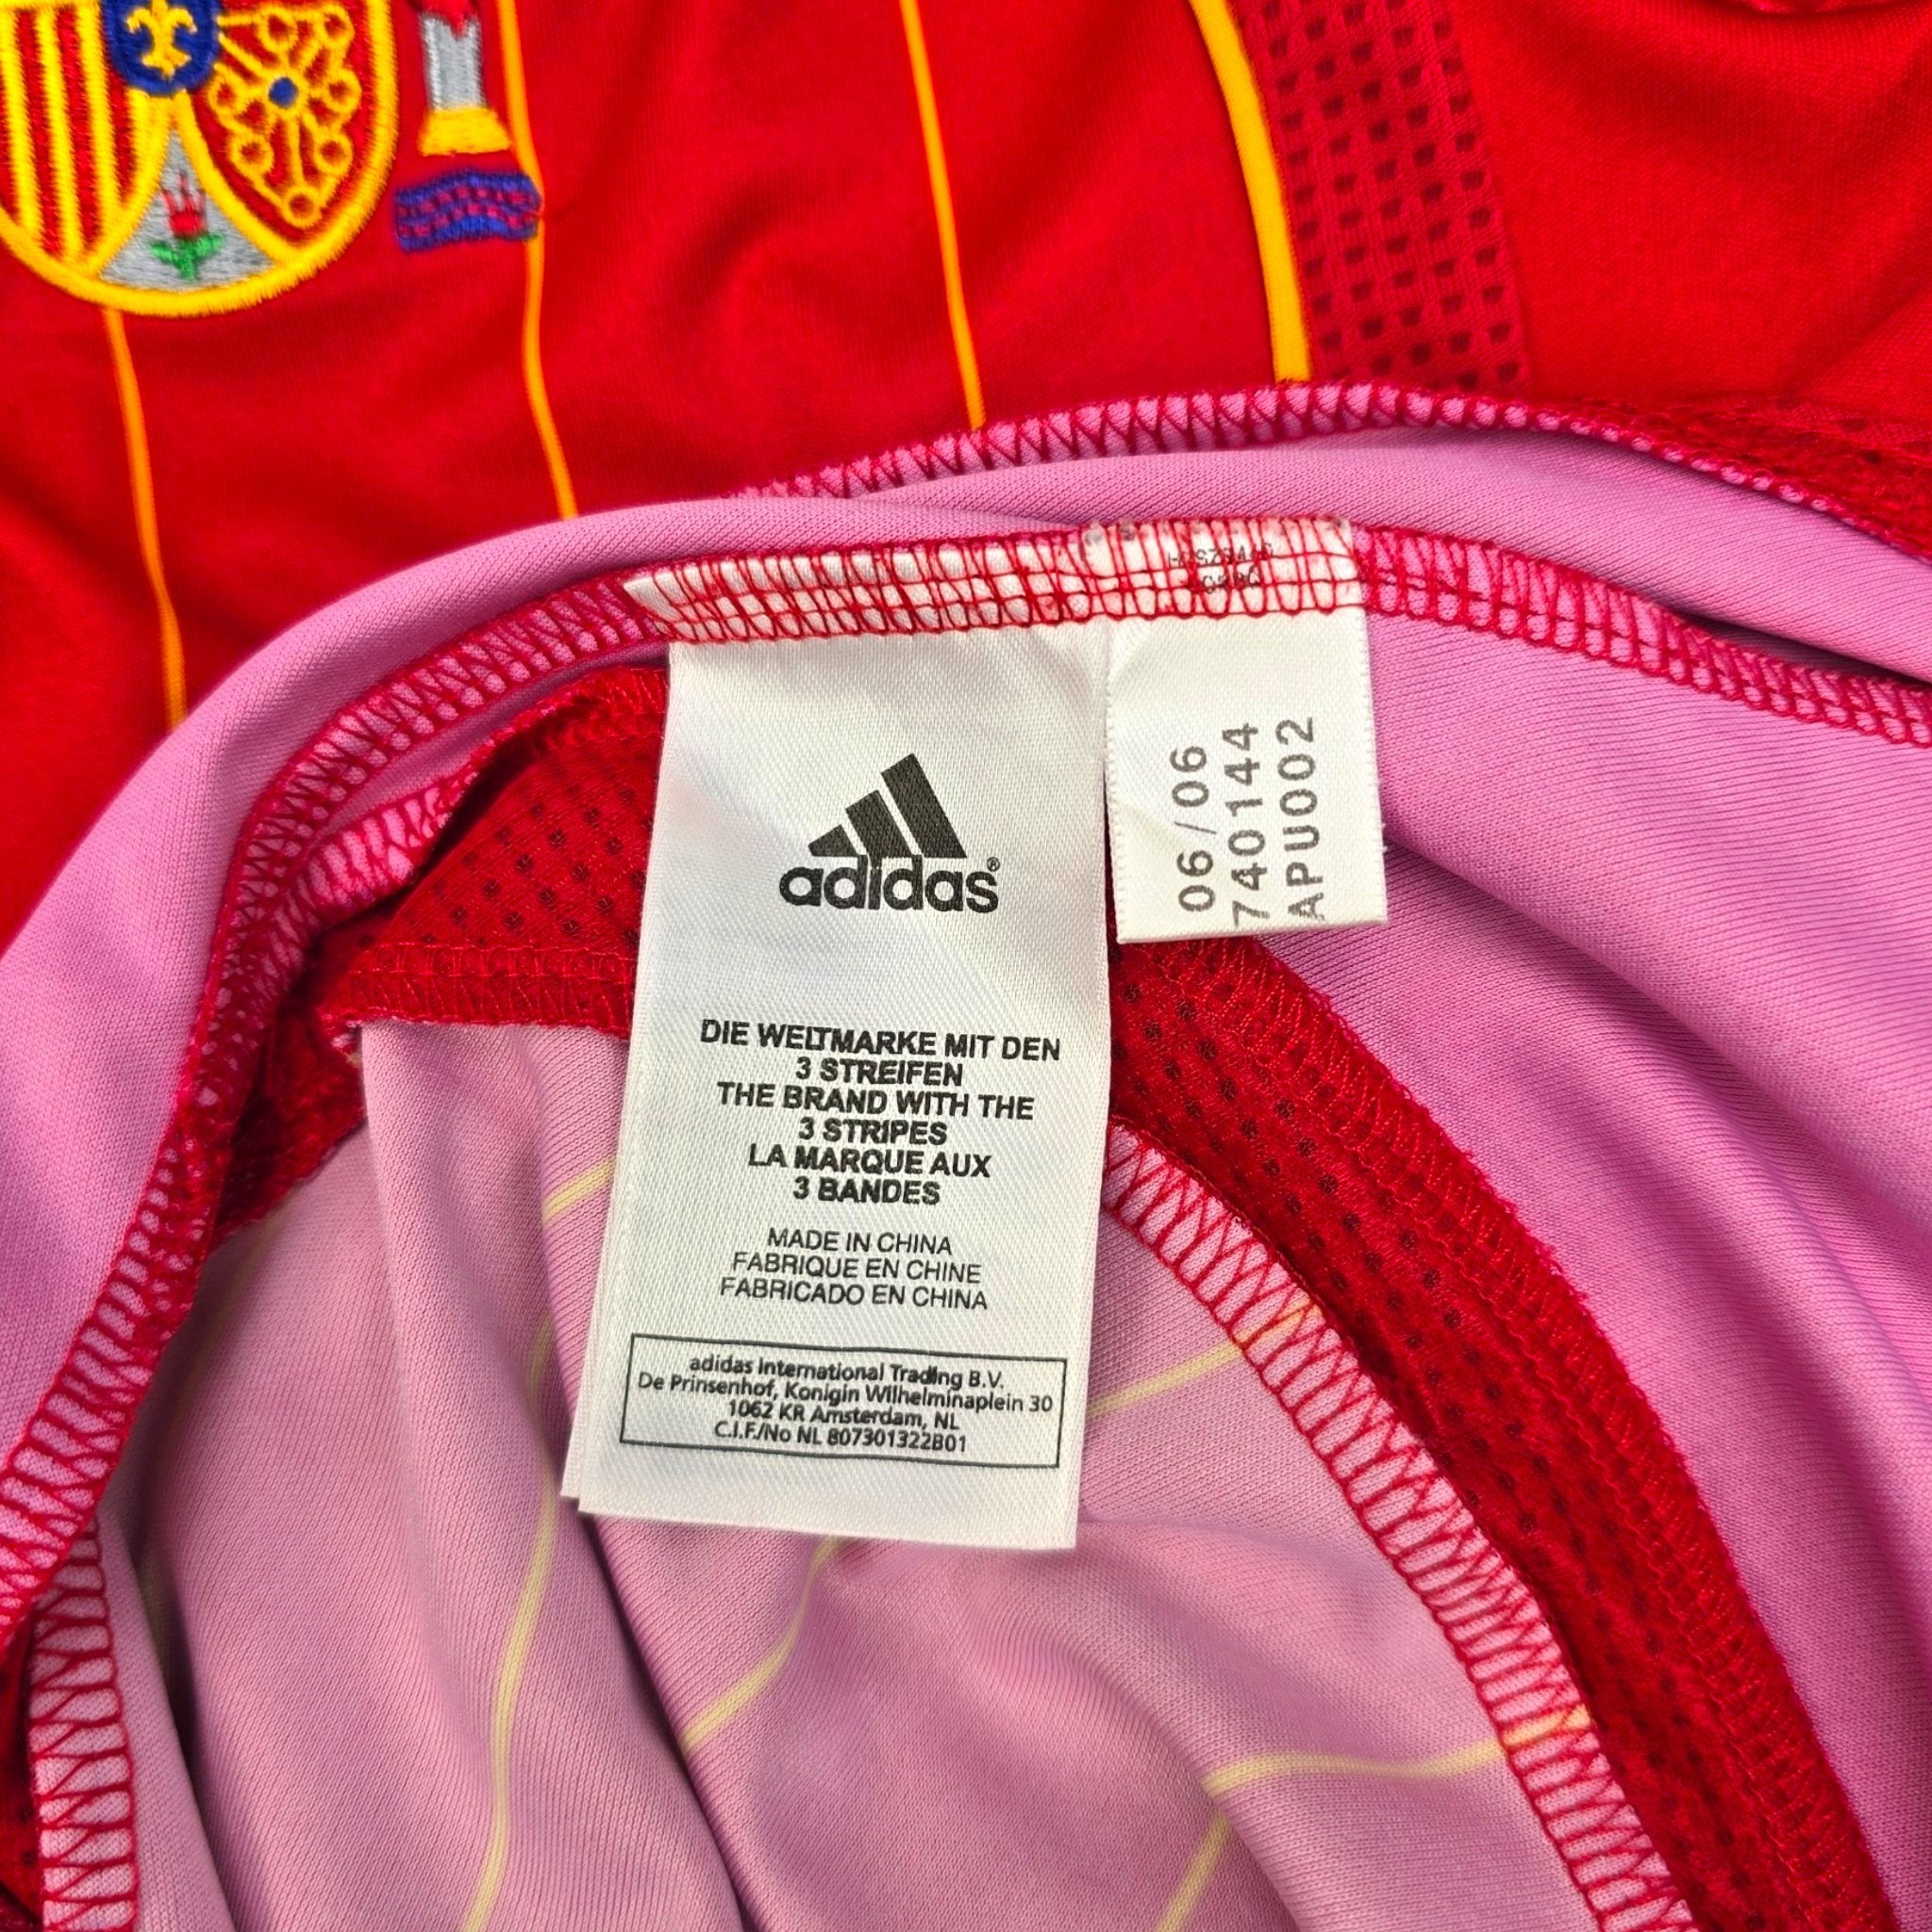 adidas®
DIE WELTMARKE MIT DEN
3 STREIFEN
THE BRAND WITH THE
3 STRIPES
LA MARQUE AUX
3 BANDES
MADE IN CHINA
FABRIQUE EN CHINE
FABRICADO EN CHINA
adidas International Trading B.V.
De Prinsenhof, Konigin Wilhelminaplein 30
1062 KR Amsterdam, NL
C.I.F./No NL 807301322B01
06/06
740144
APU002